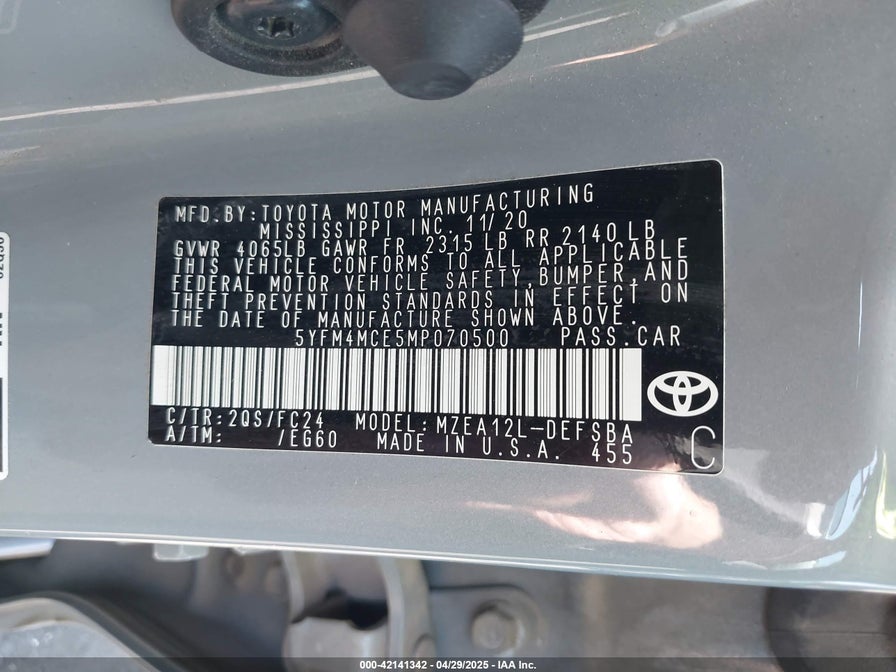 MFD. BY: TOYOTA MOTOR MANUFACTURING
MISSISSIPPI INC. 11/20
GVWR 4065LB GAWR FR 2315 LB RR 2140 LB
THIS VEHICLE CONFORMS TO ALL APPLICABLE
FEDERAL MOTOR VEHICLE SAFETY, BUMPER, AND
THEFT PREVENTION STANDARDS IN EFFECT ON
THE DATE OF MANUFACTURE SHOWN ABOVE.
5YFM4MCE5MP070500 PASS. CAR
C/TR: 2QS/FC24 MODEL: MZEA12L-DEFSBA
A/TM: /EG60 MADE IN U.S.A. 455
C
000-42141342 - 04/29/2025 - IAA Inc.